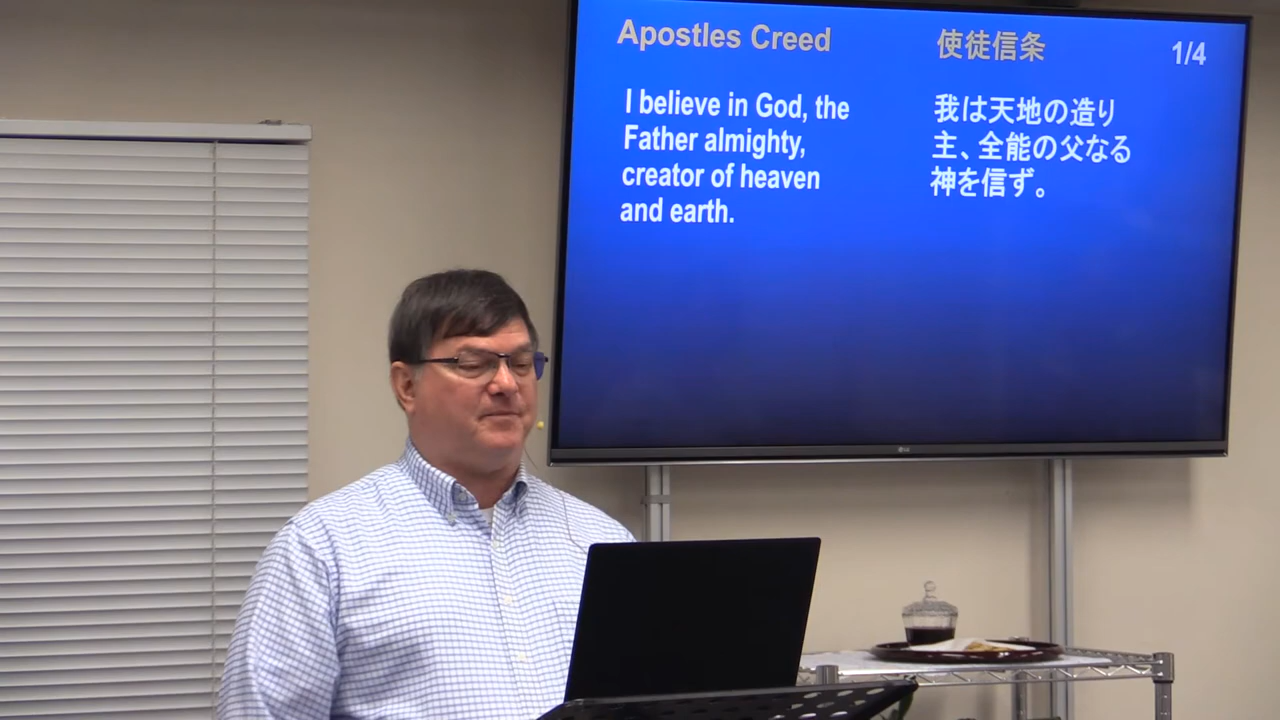 Apostles Creed
使徒信条
1/4
I believe in God, the
Father almighty,
creator of heaven
and earth.
我は天地の造り
主、全能の父なる
神を信ず。
LG